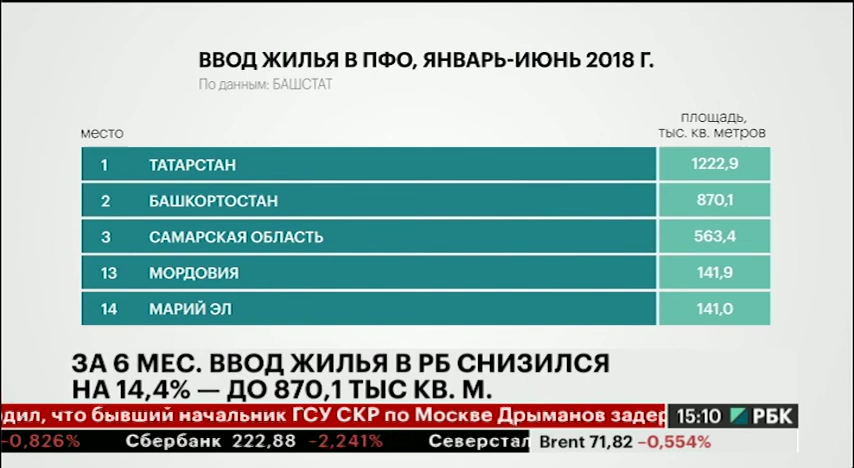 ВВОД ЖИЛЬЯ В ПФО, ЯНВАРЬ-ИЮНЬ 2018 Г.
По данным: БАШСТАТ
место площадь, тыс. кв. метров
1 ТАТАРСТАН 1222,9
2 БАШКОРТОСТАН 870,1
3 САМАРСКАЯ ОБЛАСТЬ 563,4
13 МОРДОВИЯ 141,9
14 МАРИЙ ЭЛ 141,0
ЗА 6 МЕС. ВВОД ЖИЛЬЯ В РБ СНИЗИЛСЯ
НА 14,4% — ДО 870,1 ТЫС КВ. М.
одил, что бывший начальник ГСУ СКР по Москве Дрыманов задер 15:10 РБК
-0,826% Сбербанк 222,88 -2,241% Северстал Brent 71,82 -0,554%